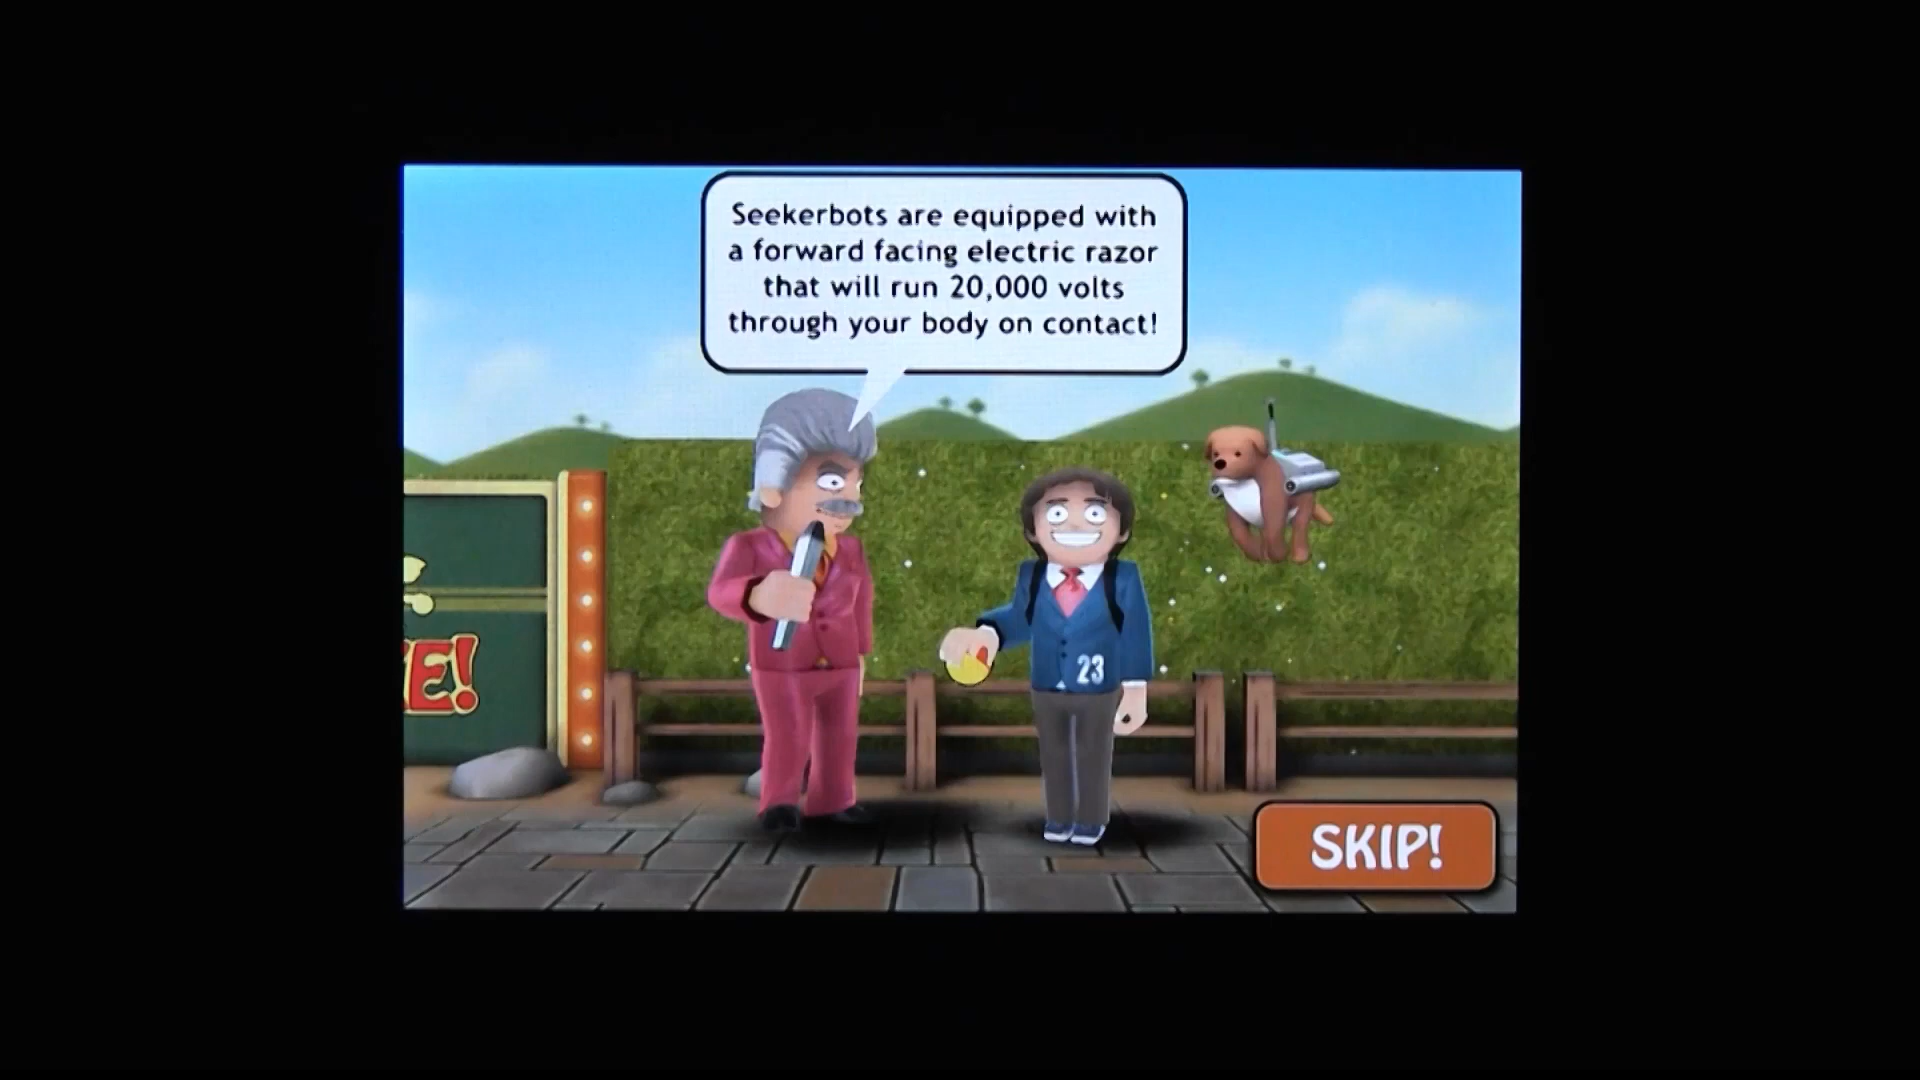 Seekerbots are equipped with
a forward facing electric razor
that will run 20,000 volts
through your body on contact!
E!
23
SKIP!